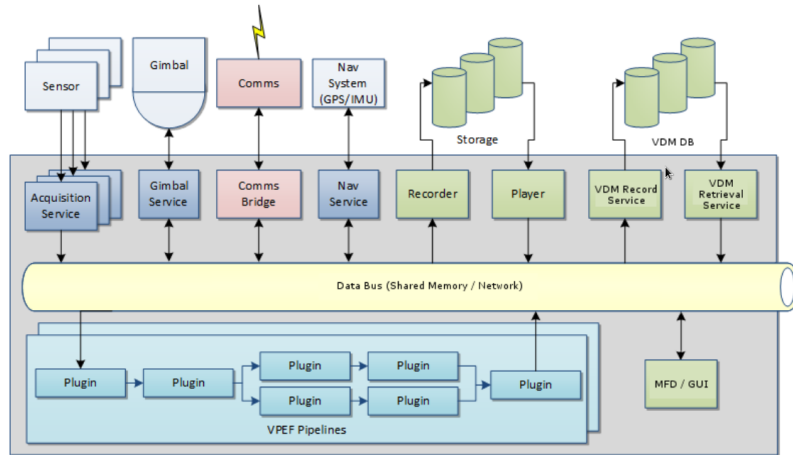 Sensor
Gimbal
Comms
Nav
System
(GPS/IMU)
Storage
VDM DB
Acquisition
Service
Gimbal
Service
Comms
Bridge
Nav
Service
Recorder
Player
VDM Record
Service
VDM
Retrieval
Service
Data Bus (Shared Memory / Network)
Plugin
Plugin
Plugin
Plugin
Plugin
Plugin
Plugin
MFD / GUI
VPEF Pipelines